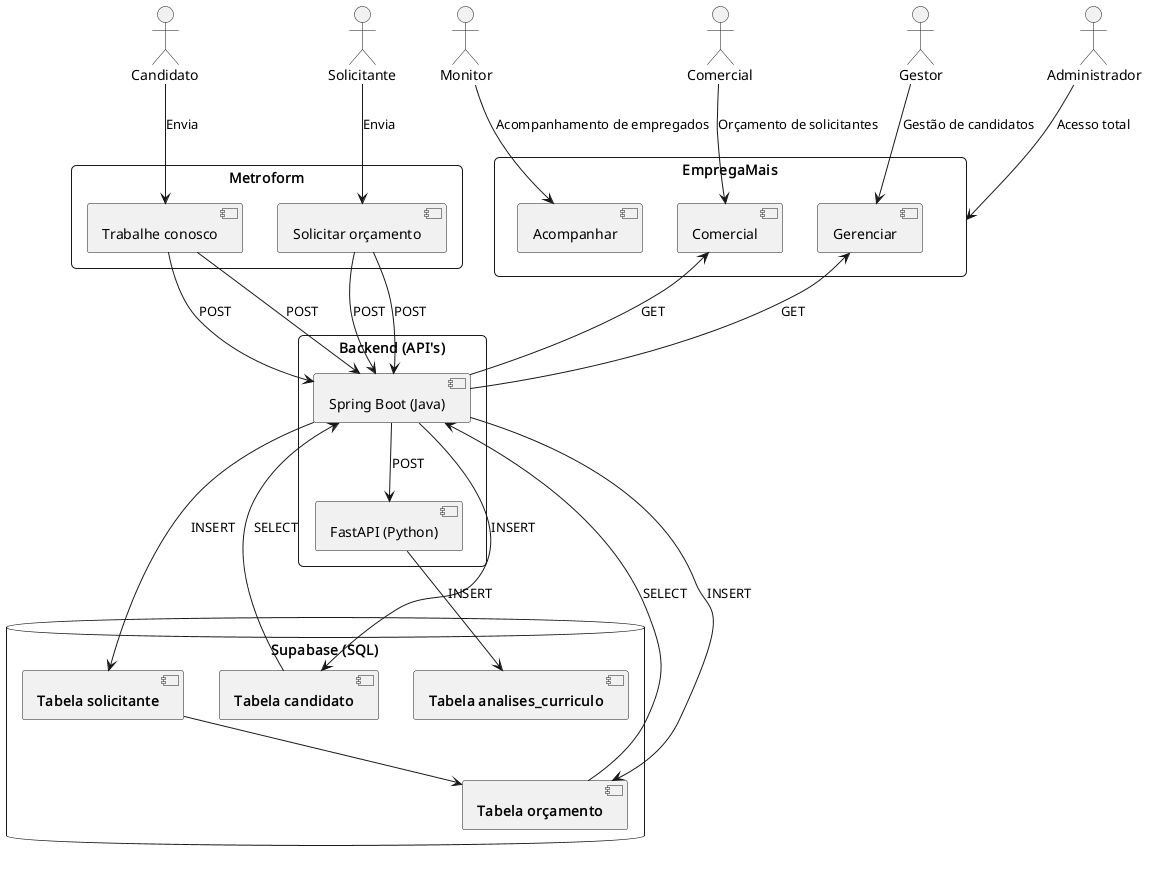 Candidato
Solicitante
Monitor
Comercial
Gestor
Administrador
Envia
Envia
Acompanhamento de empregados
Orçamento de solicitantes
Gestão de candidatos
Acesso total
Metroform
EmpregaMais
Trabalhe conosco
Solicitar orçamento
Acompanhar
Comercial
Gerenciar
POST
POST
POST
POST
GET
GET
Backend (API's)
Spring Boot (Java)
POST
FastAPI (Python)
INSERT
SELECT
INSERT
INSERT
SELECT
INSERT
Supabase (SQL)
Tabela solicitante
Tabela candidato
Tabela analises_curriculo
Tabela orçamento